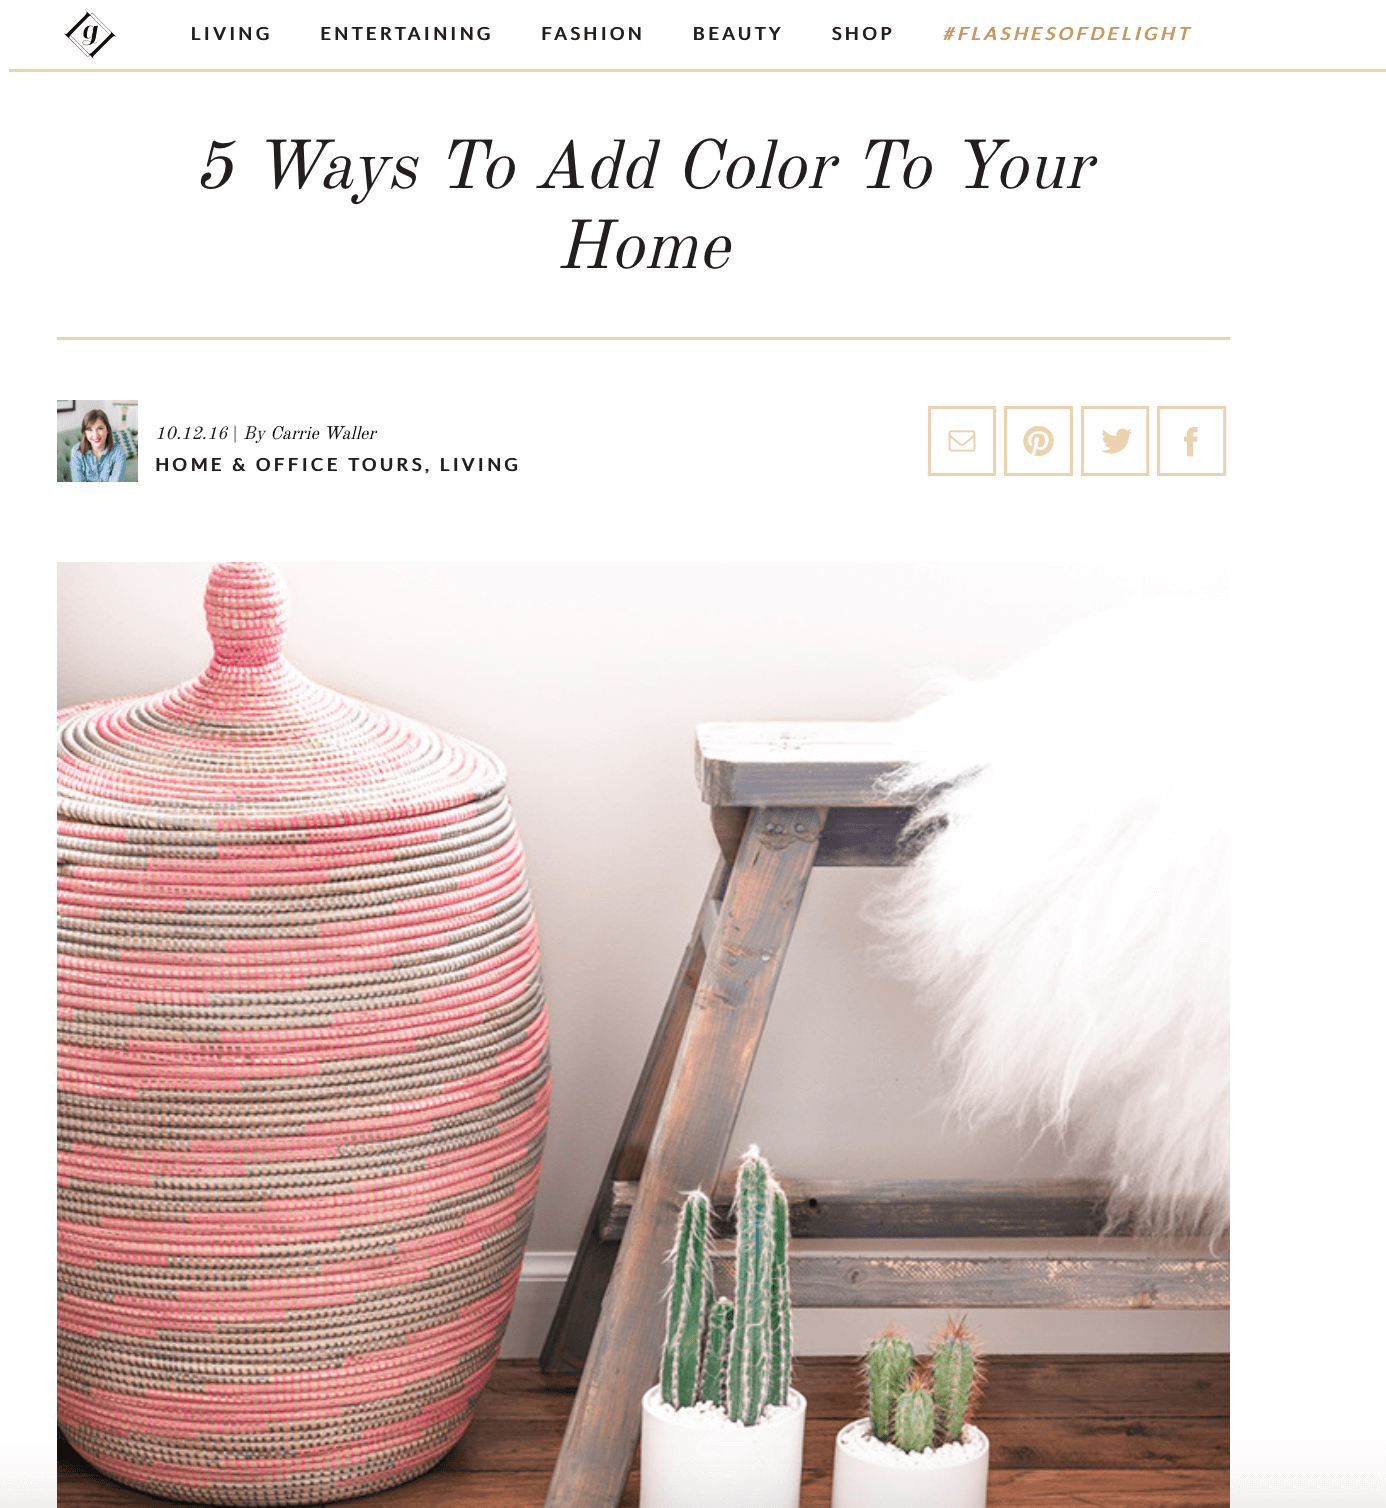 g
LIVING ENTERTAINING FASHION BEAUTY SHOP #FLASHESOFDELIGHT
5 Ways To Add Color To Your
Home
10.12.16 | By Carrie Waller
HOME & OFFICE TOURS, LIVING